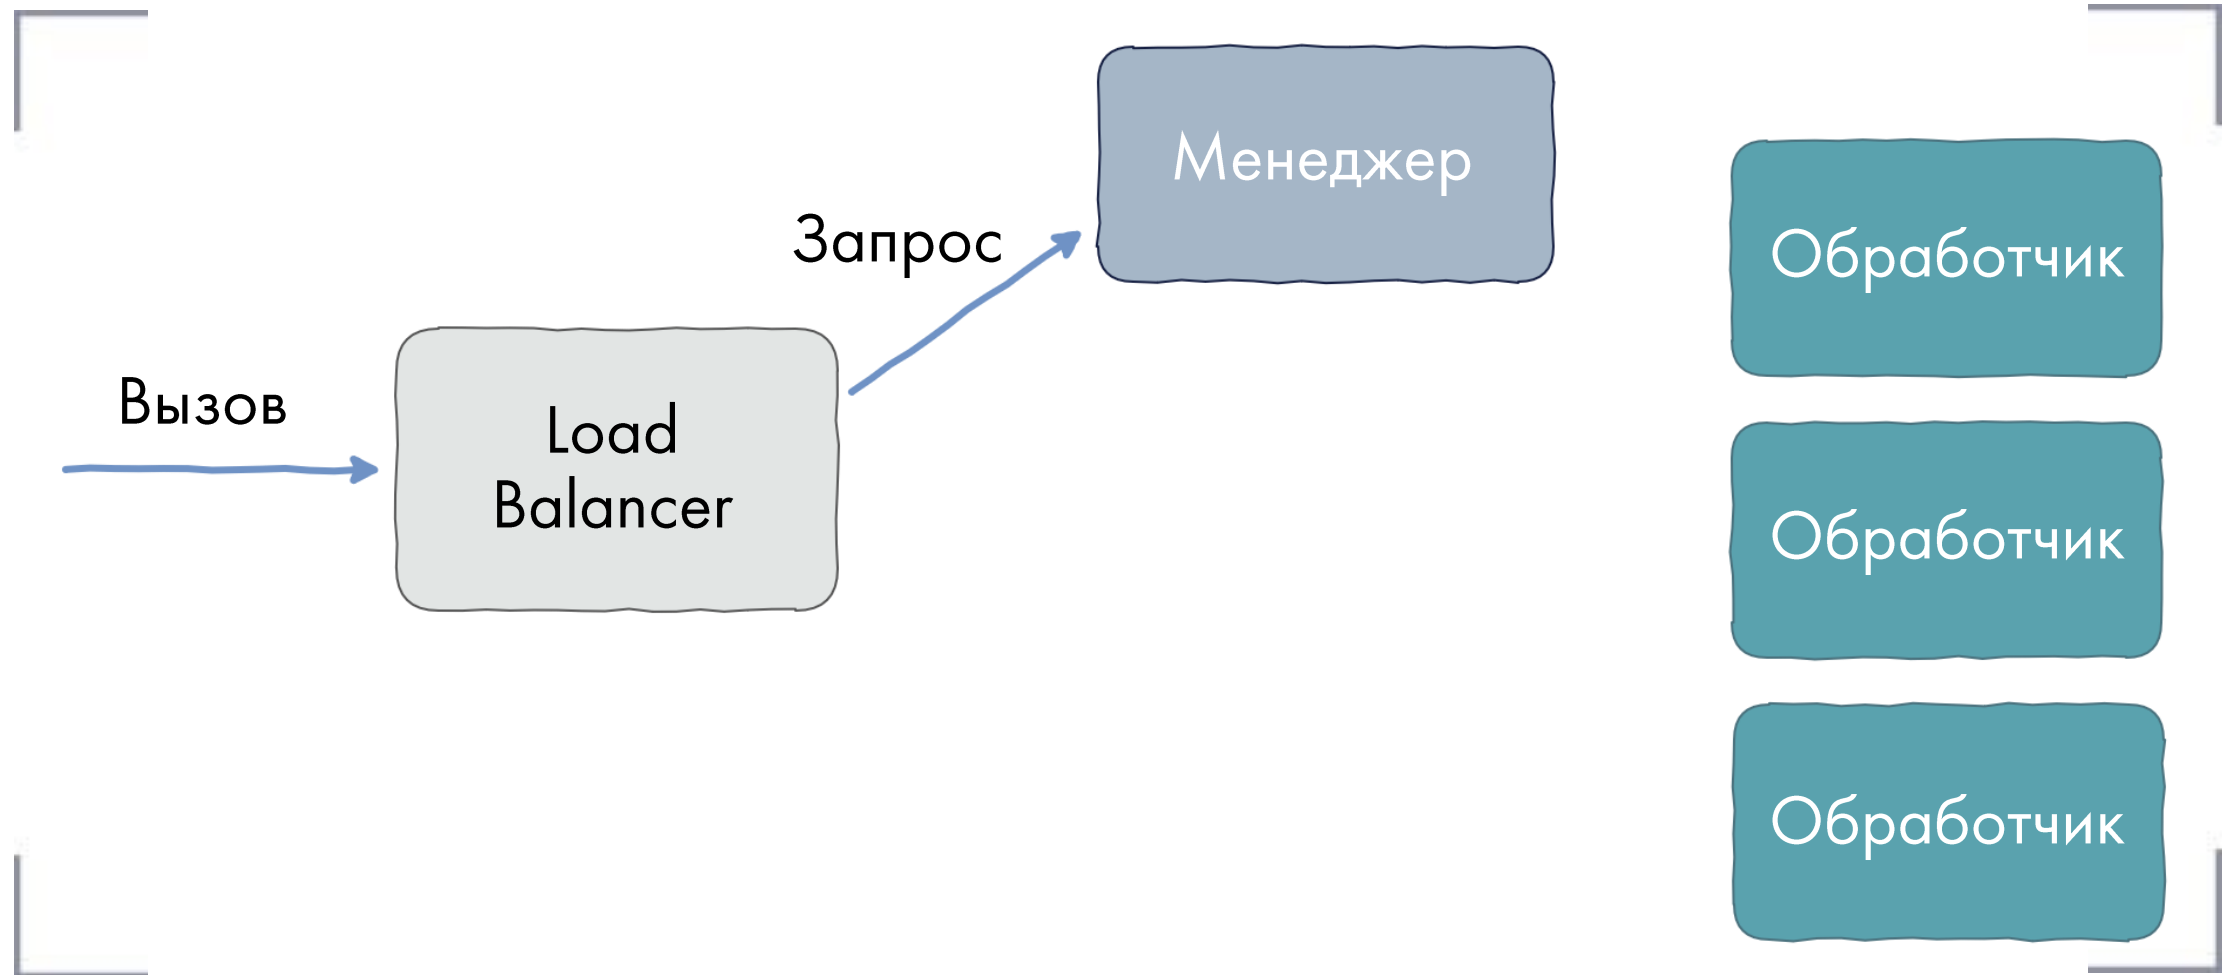 Вызов
Load
Balancer
Запрос
Менеджер
Обработчик
Обработчик
Обработчик